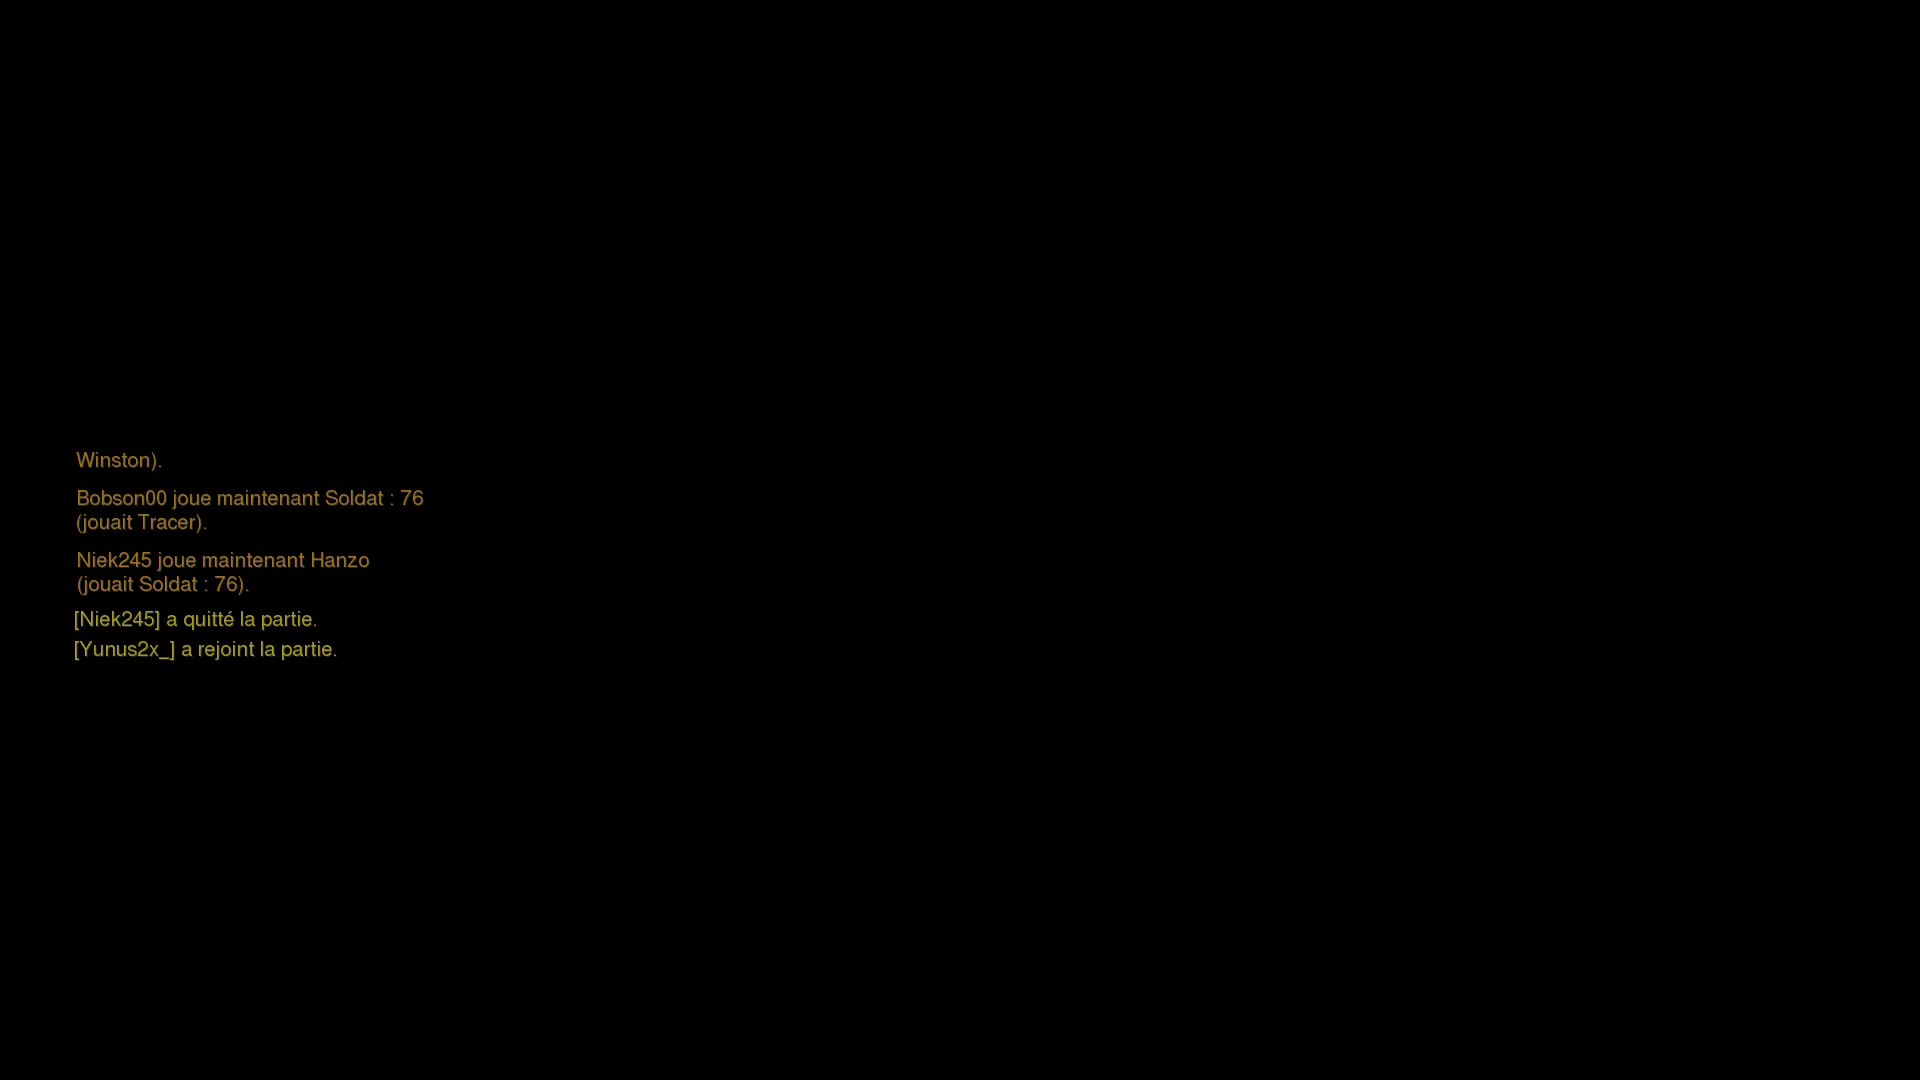 Winston).
Bobson00 joue maintenant Soldat : 76
(jouait Tracer).
Niek245 joue maintenant Hanzo
(jouait Soldat : 76).
[Niek245] a quitté la partie.
[Yunus2x_] a rejoint la partie.